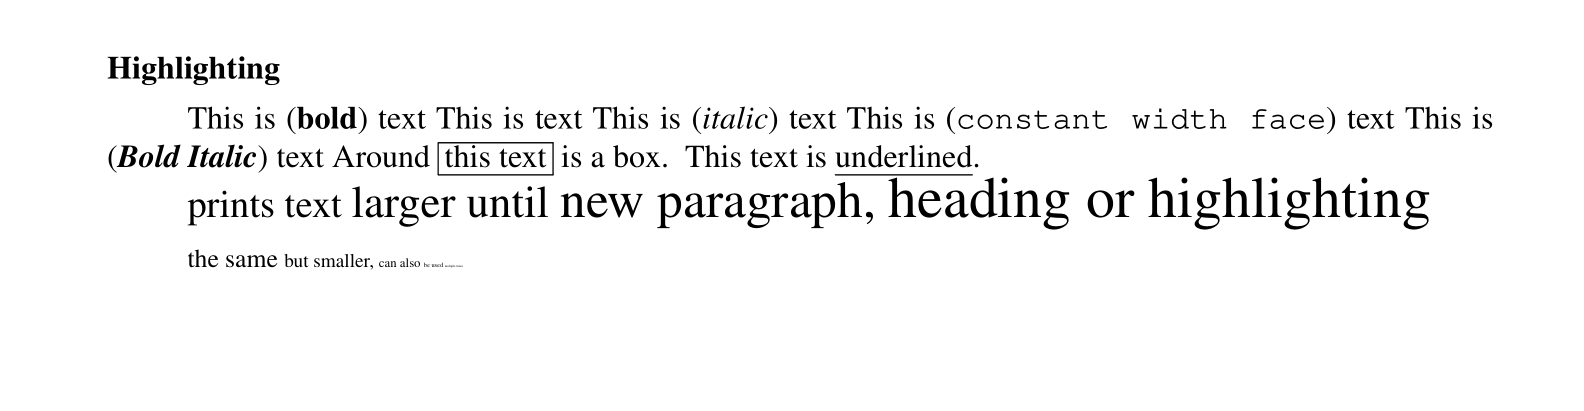 Highlighting
This is (bold) text This is text This is (italic) text This is (constant width face) text This is
(Bold Italic) text Around this text is a box. This text is underlined.
prints text larger until new paragraph, heading or highlighting
the same but smaller, can also be used